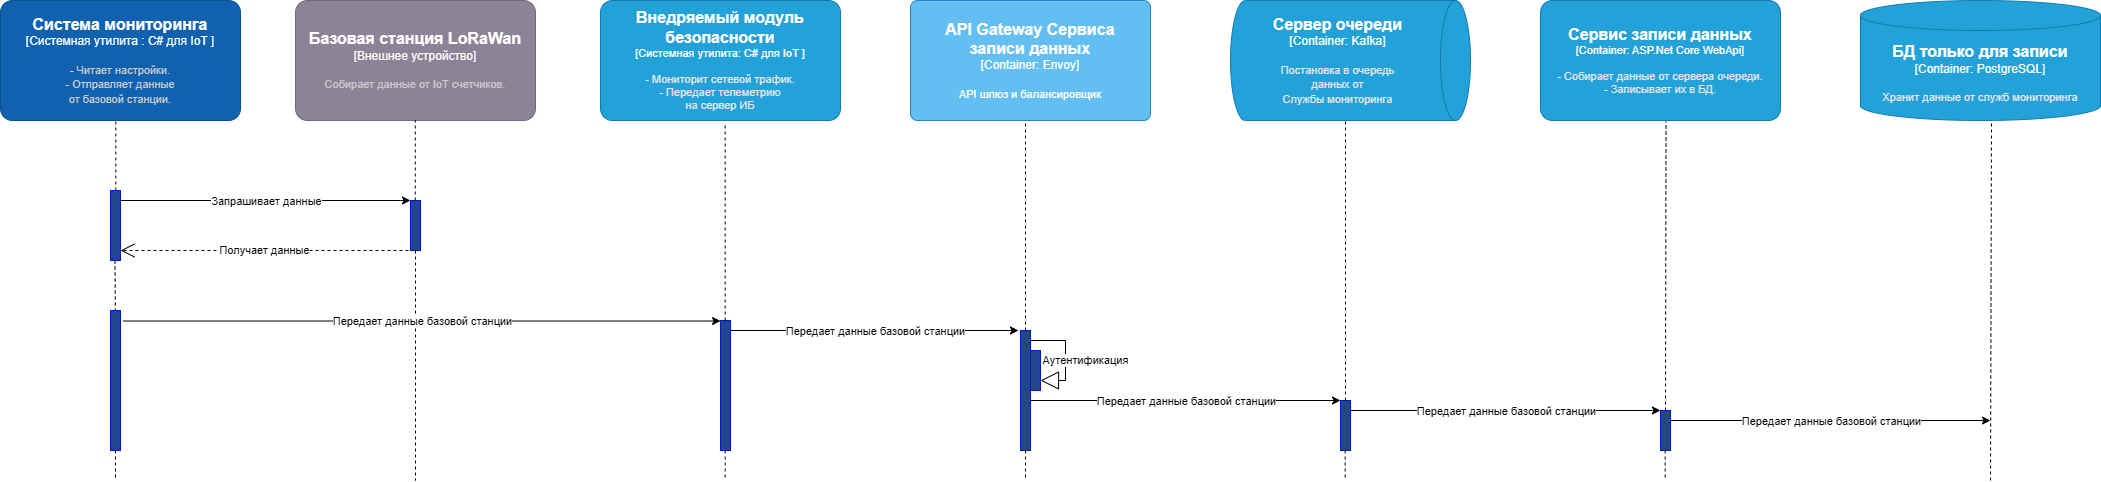 Система мониторинга
[Системная утилита : C# для IoT ]
- Читает настройки.
- Отправляет данные
от базовой станции.
Базовая станция LoRaWan
[Внешнее устройство]
Собирает данные от IoT счетчиков.
Внедряемый модуль
безопасности
[Системная утилита: C# для IoT ]
- Мониторит сетевой трафик.
- Передает телеметрию
на сервер ИБ
API Gateway Сервиса
записи данных
[Container: Envoy]
API шлюз и балансировщик
Сервер очереди
[Container: Kafka]
Постановка в очередь
данных от
Службы мониторинга
Сервис записи данных
[Container: ASP.Net Core WebApi]
- Собирает данные от сервера очереди.
- Записывает их в БД.
БД только для записи
[Container: PostgreSQL]
Хранит данные от служб мониторинга
Запрашивает данные
Получает данные
Передает данные базовой станции
Передает данные базовой станции
Аутентификация
Передает данные базовой станции
Передает данные базовой станции
Передает данные базовой станции